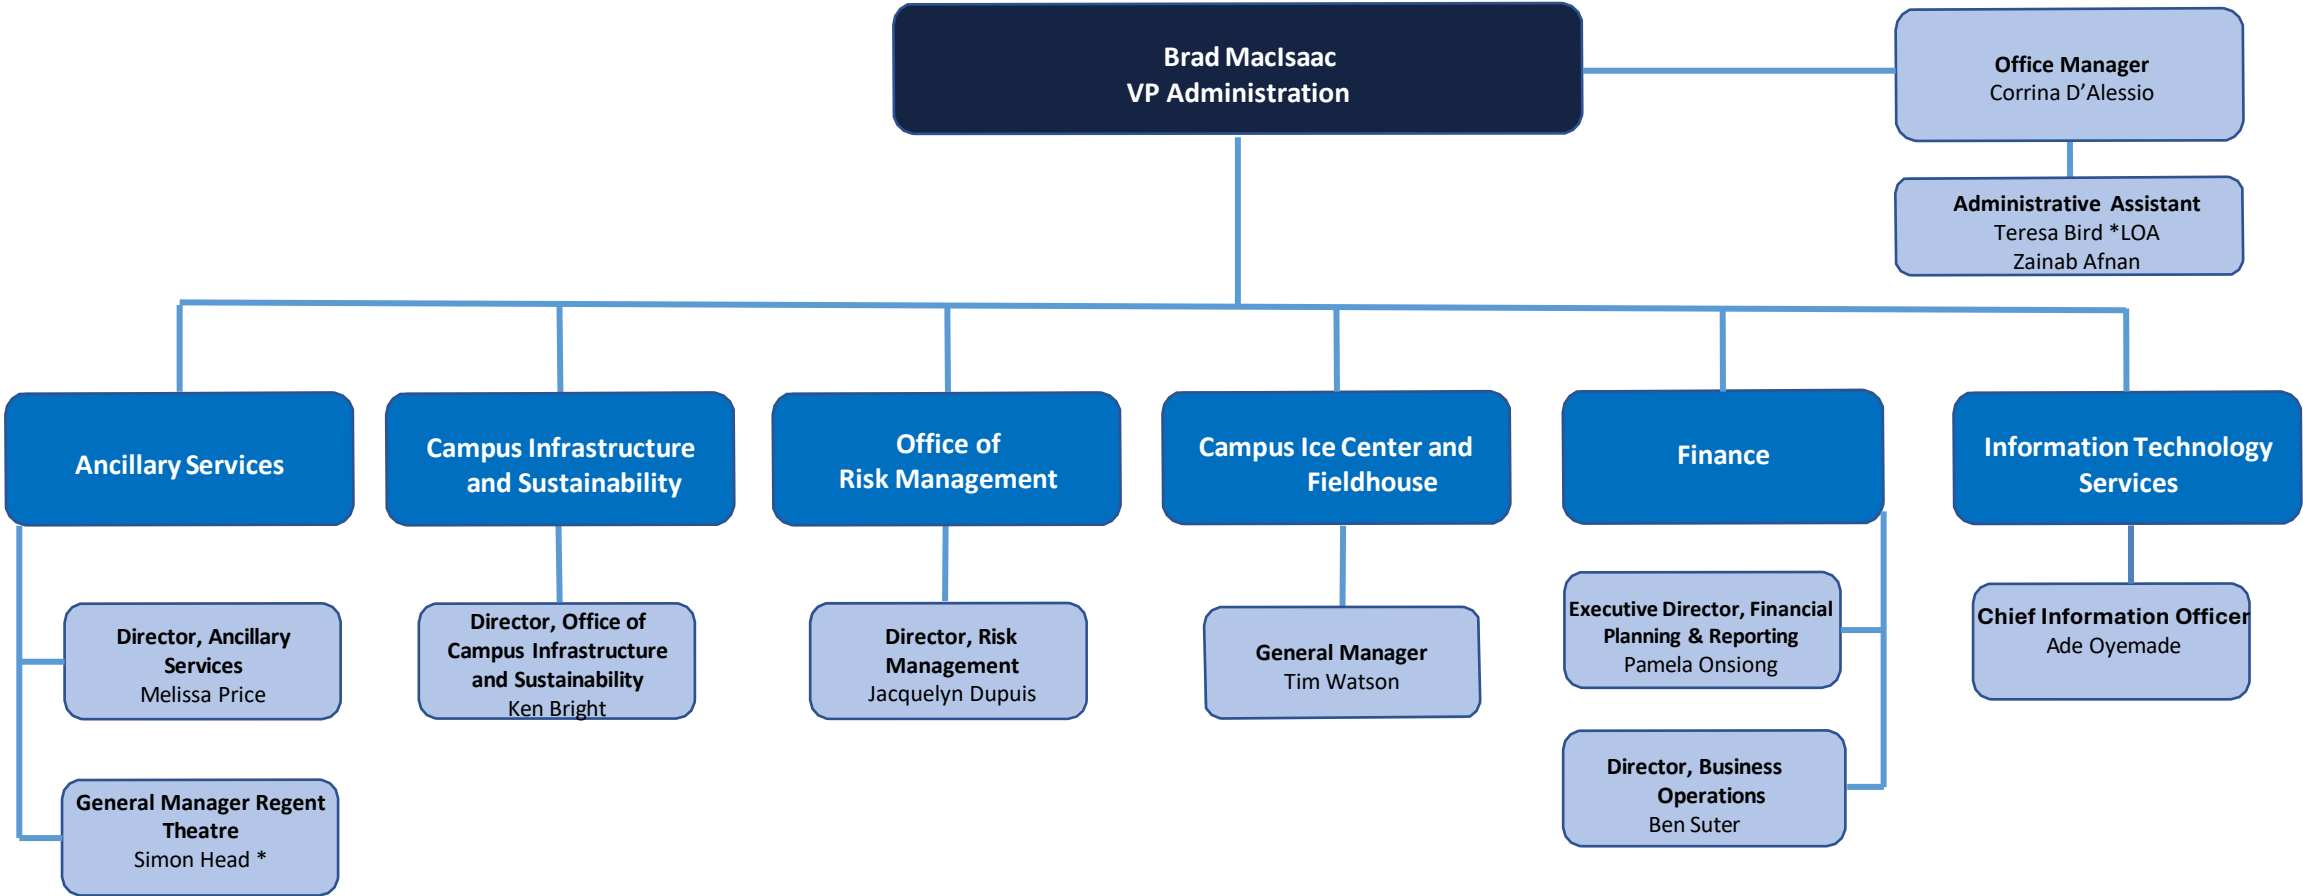 Brad MacIsaac
VP Administration
Office Manager
Corrina D’Alessio
Administrative Assistant
Teresa Bird *LOA
Zainab Afnan
Ancillary Services
Campus Infrastructure
and Sustainability
Office of
Risk Management
Campus Ice Center and
Fieldhouse
Finance
Information Technology
Services
Director, Ancillary
Services
Melissa Price
General Manager Regent
Theatre
Simon Head *
Director, Office of
Campus Infrastructure
and Sustainability
Ken Bright
Director, Risk
Management
Jacquelyn Dupuis
General Manager
Tim Watson
Executive Director, Financial
Planning & Reporting
Pamela Onsiong
Director, Business
Operations
Ben Suter
Chief Information Officer
Ade Oyemade